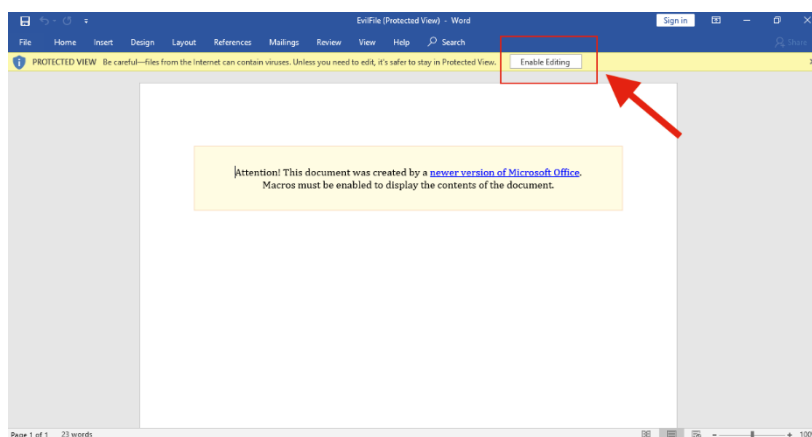 EvilFile (Protected View) - Word
Sign in
File Home Insert Design Layout References Mailings Review View Help Search Share
PROTECTED VIEW Be careful—files from the Internet can contain viruses. Unless you need to edit, it's safer to stay in Protected View. Enable Editing
Attention! This document was created by a newer version of Microsoft Office.
Macros must be enabled to display the contents of the document.
Page 1 of 1 23 words